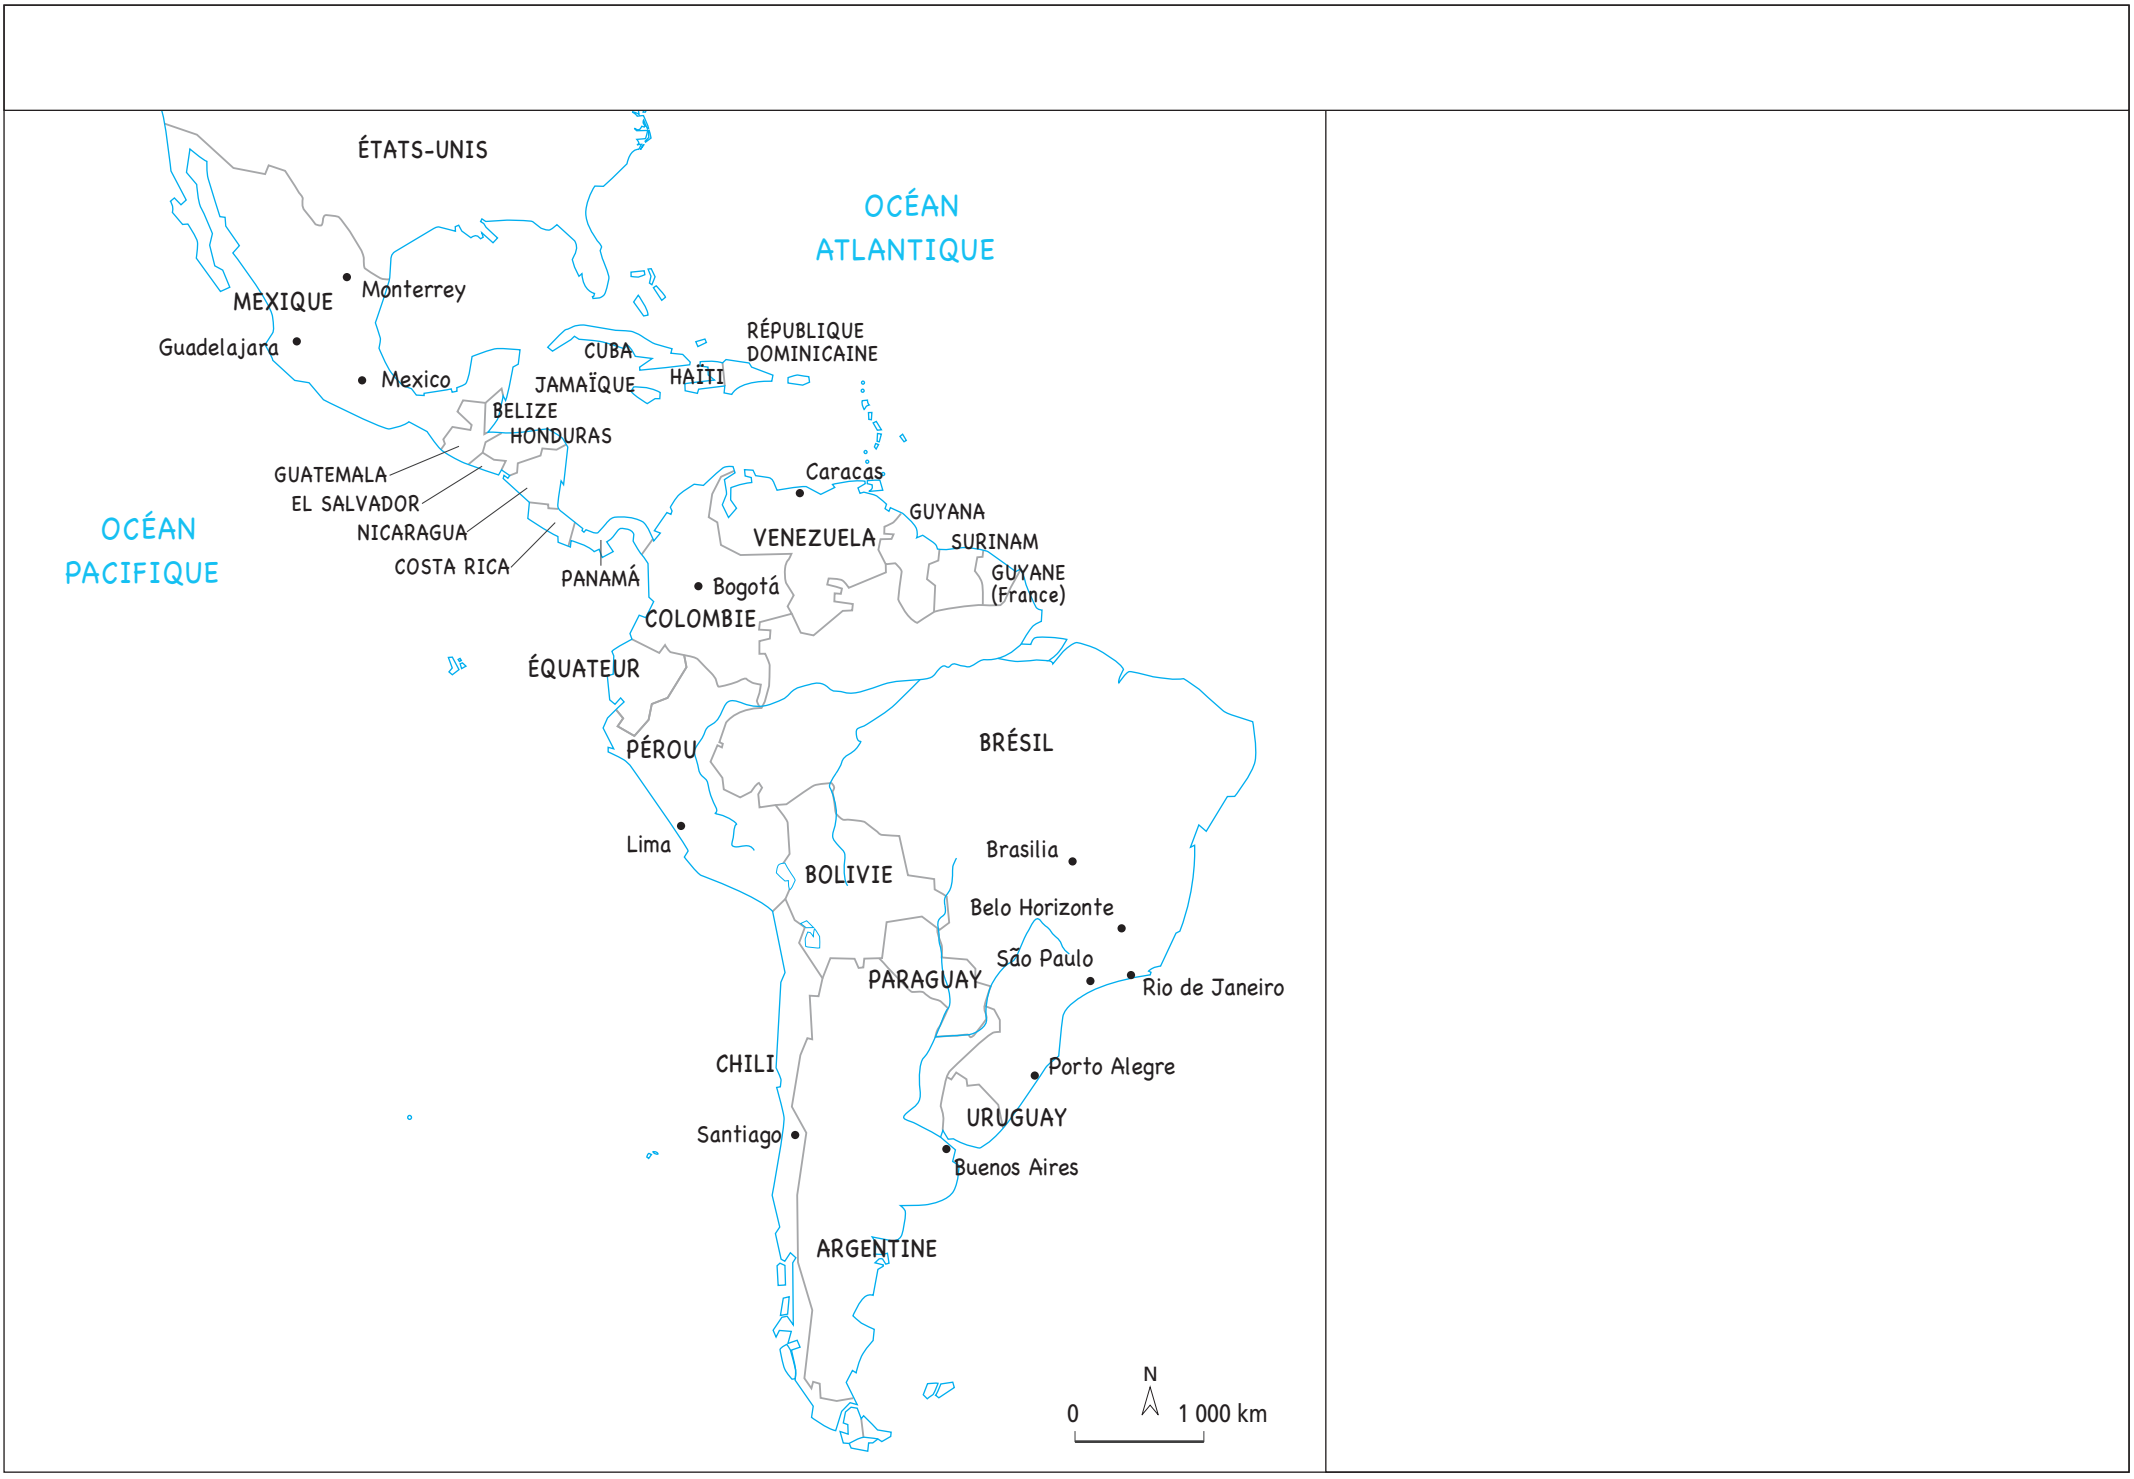 ÉTATS-UNIS
OCÉAN
ATLANTIQUE
Monterrey
MEXIQUE
Guadelajara
RÉPUBLIQUE
DOMINICAINE
CUBA
Mexico
JAMAÏQUE
HAÏTI
BELIZE
HONDURAS
GUATEMALA
EL SALVADOR
NICARAGUA
COSTA RICA
PANAMÁ
OCÉAN
PACIFIQUE
Caracas
VENEZUELA
GUYANA
SURINAM
GUYANE
(France)
Bogotá
COLOMBIE
ÉQUATEUR
PÉROU
BRÉSIL
Lima
BOLIVIE
Brasilia
Belo Horizonte
São Paulo
Rio de Janeiro
PARAGUAY
CHILI
Porto Alegre
URUGUAY
Santiago
Buenos Aires
ARGENTINE
N
0 1 000 km